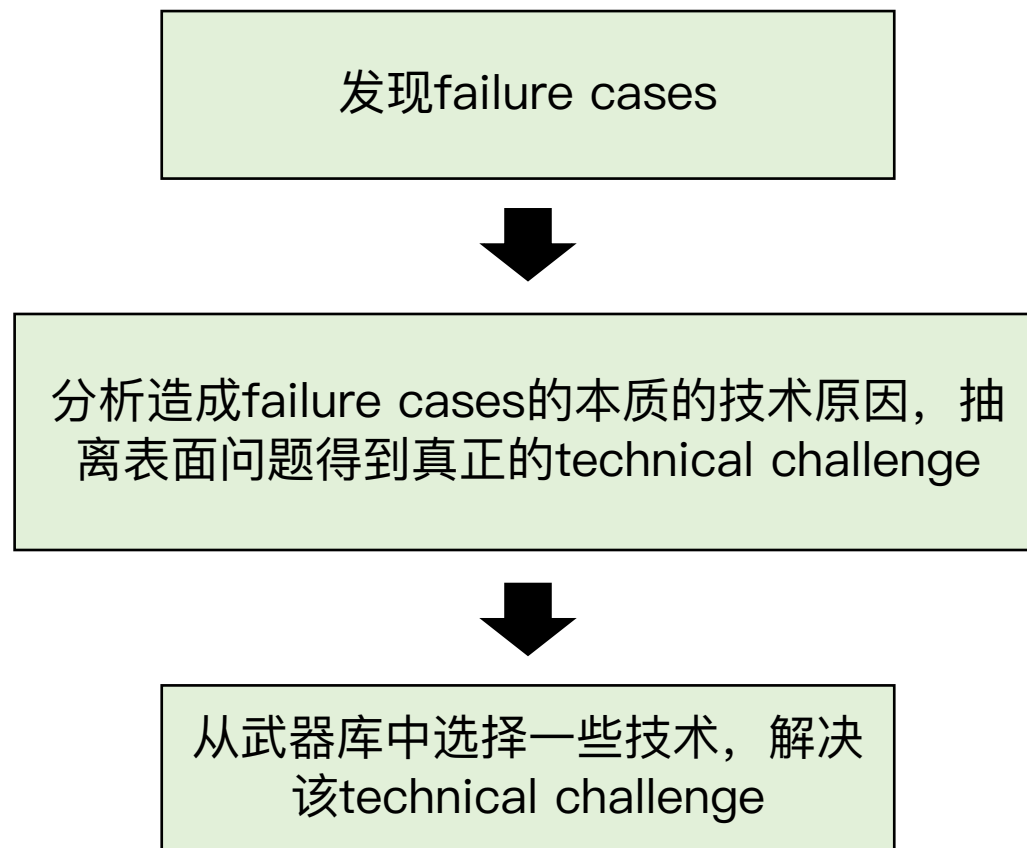 发现failure cases
分析造成failure cases的本质的技术原因，抽
离表面问题得到真正的technical challenge
从武器库中选择一些技术，解决
该technical challenge